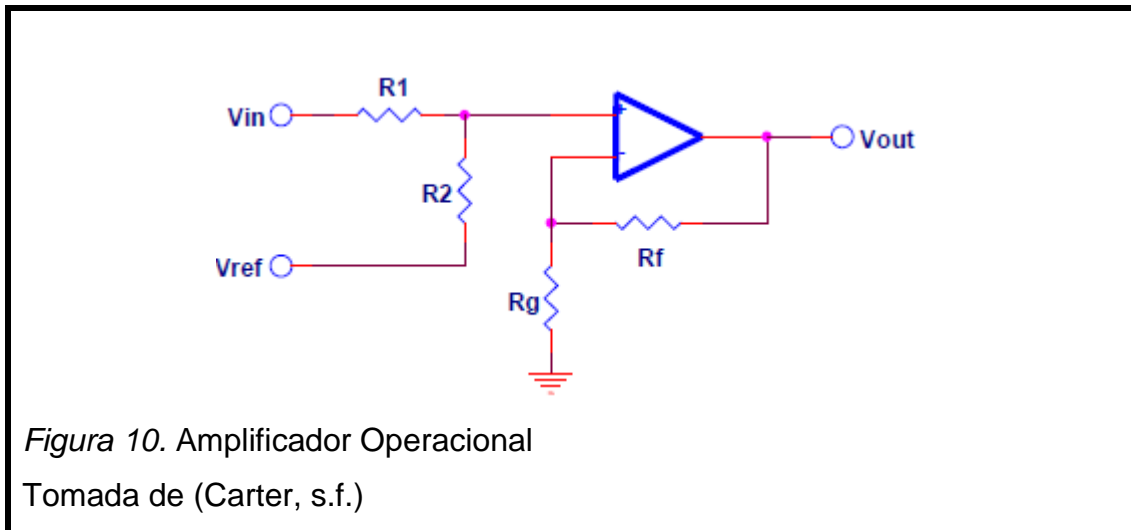 R1
Vin
+
-
Vout
R2
Rf
Vref
Rg
Figura 10. Amplificador Operacional
Tomada de (Carter, s.f.)